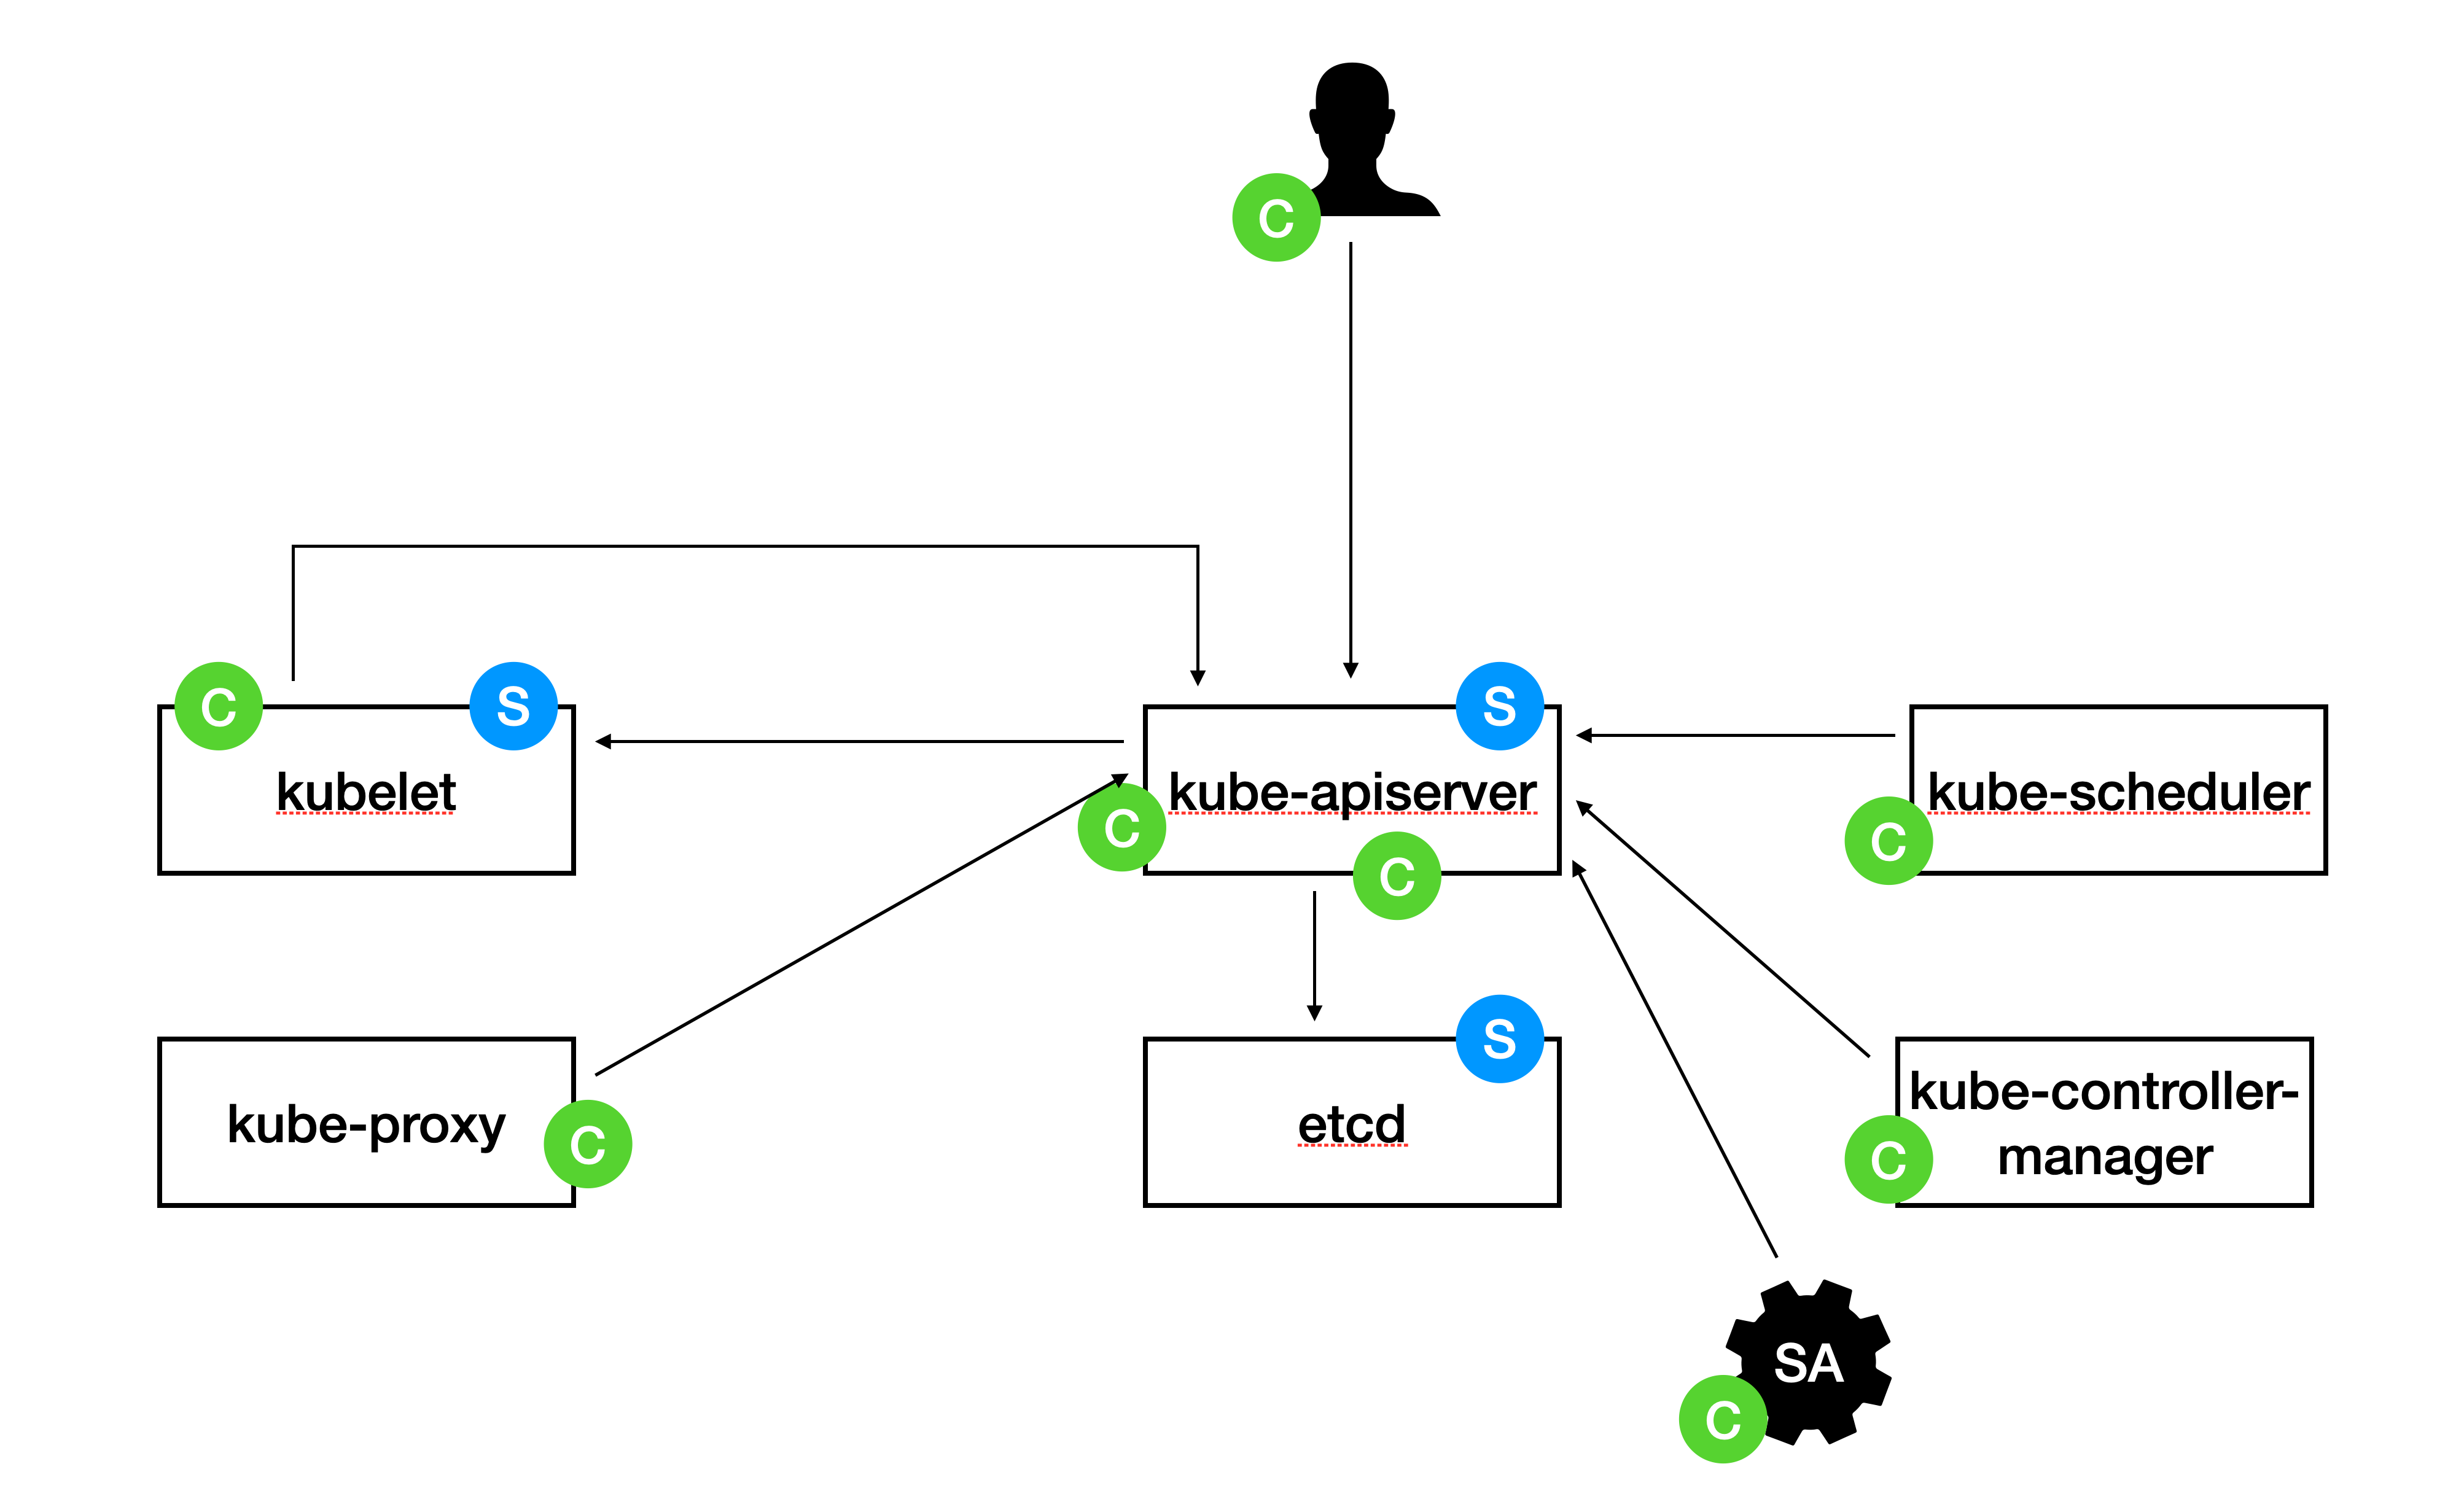 C
C
S
S
kubelet
kube-apiserver
kube-scheduler
C
C
C
S
kube-proxy
C
etcd
kube-controller-
manager
C
SA
C